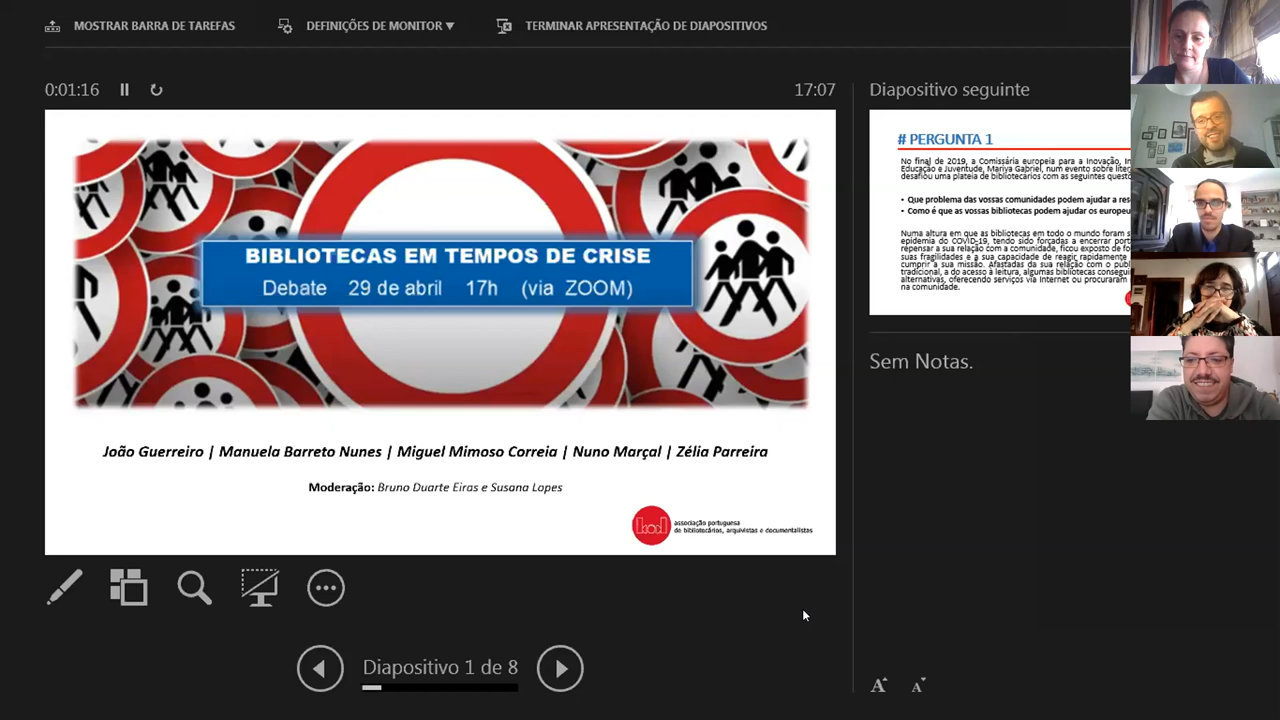 MOSTRAR BARRA DE TAREFAS
DEFINIÇÕES DE MONITOR ▼
TERMINAR APRESENTAÇÃO DE DIAPOSITIVOS
0:01:16
17:07
BIBLIOTECAS EM TEMPOS DE CRISE
Debate 29 de abril 17h (via ZOOM)
João Guerreiro | Manuela Barreto Nunes | Miguel Mimoso Correia | Nuno Marçal | Zélia Parreira
Moderação: Bruno Duarte Eiras e Susana Lopes
bad
associação portuguesa
de bibliotecários, arquivistas e documentalistas
Diapositivo 1 de 8
Diapositivo seguinte
# PERGUNTA 1
No final de 2019, a Comissária europeia para a Inovação,
Educação e Juventude, Mariya Gabriel, num evento sobre
desafiou uma plateia de bibliotecários com as seguintes
• Que problema das vossas comunidades podem ajudar a
• Como é que as vossas bibliotecas podem ajudar os
Numa altura em que as bibliotecas em todo o mundo foram
epidemia do COVID-19, tendo sido forçadas a encerrar
repensar a sua relação com a comunidade, ficou exposto de
suas fragilidades e a sua capacidade de reagir rapidamente
cumprir a sua missão. Afastadas da sua relação com o
tradicional, a do acesso à leitura, algumas bibliotecas
alternativas, oferecendo serviços via Internet ou procuraram
na comunidade.
Sem Notas.
A A